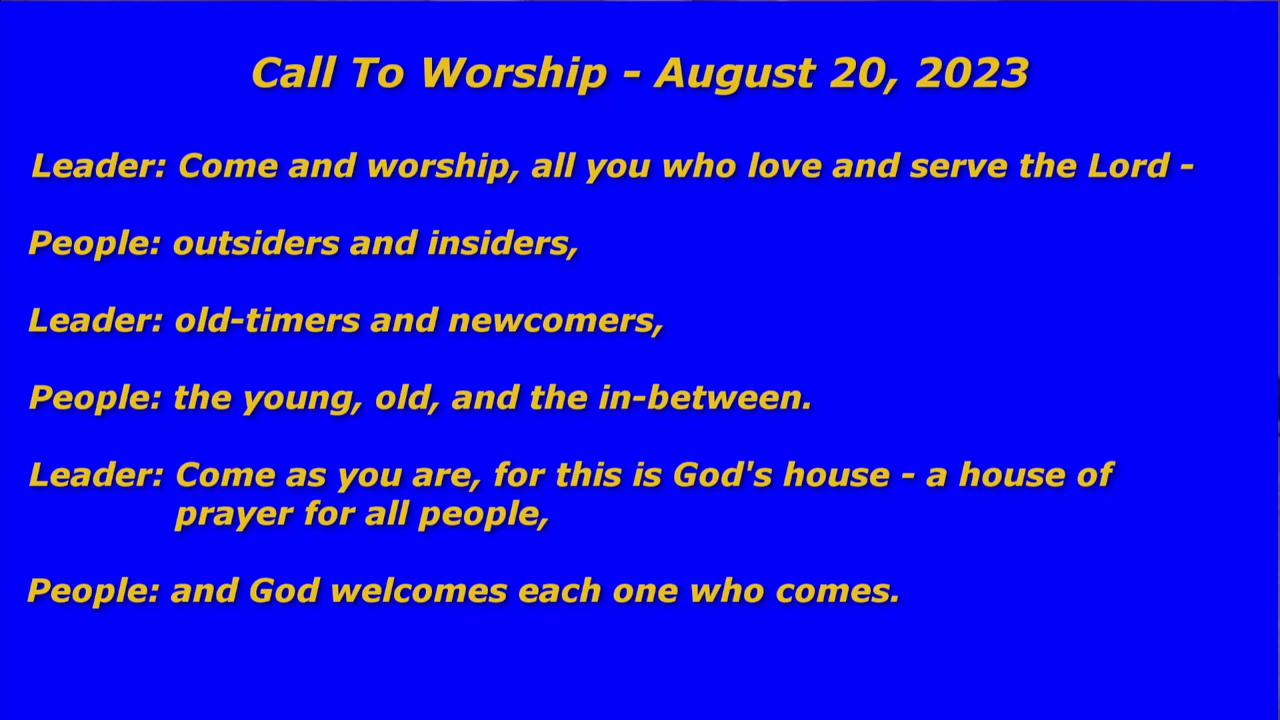 Call To Worship - August 20, 2023
Leader: Come and worship, all you who love and serve the Lord -
People: outsiders and insiders,
Leader: old-timers and newcomers,
People: the young, old, and the in-between.
Leader: Come as you are, for this is God's house - a house of
prayer for all people,
People: and God welcomes each one who comes.